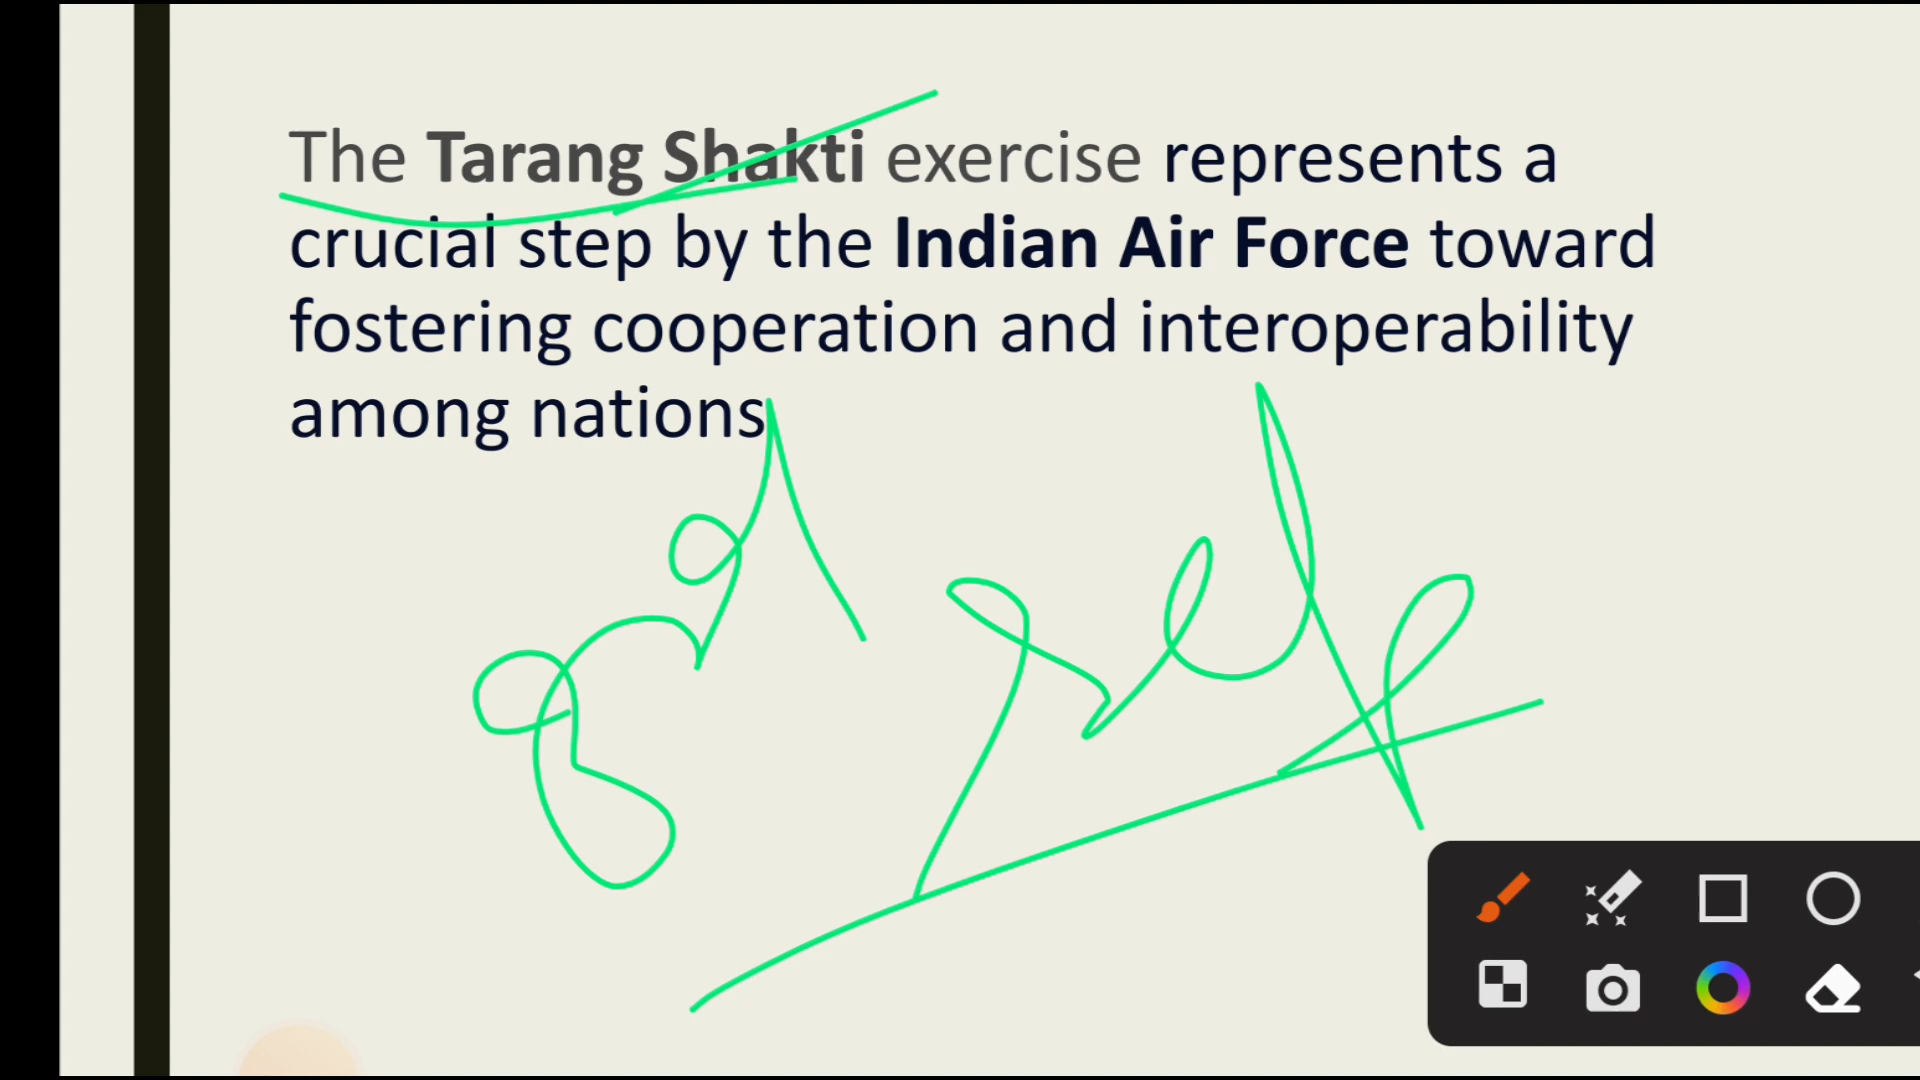 The Tarang Shakti exercise represents a
crucial step by the Indian Air Force toward
fostering cooperation and interoperability
among nations